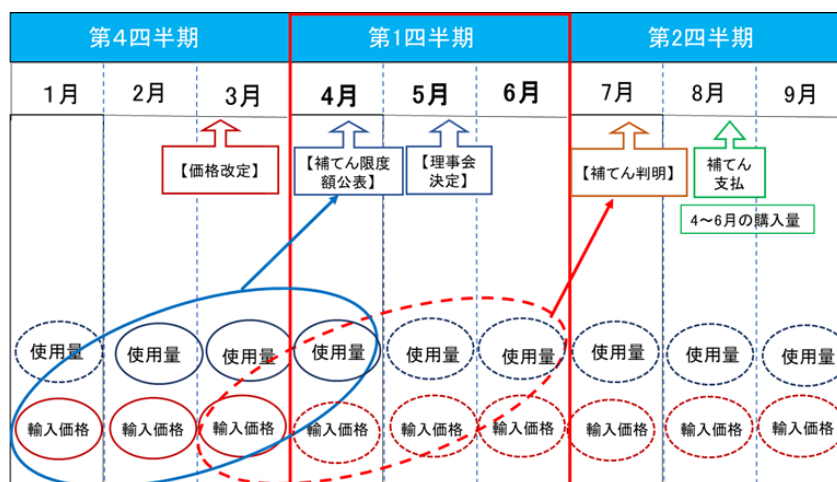 第4四半期
第1四半期
第2四半期
1月
2月
3月
4月
5月
6月
7月
8月
9月
【価格改定】
【補てん限度
額公表】
【理事会
決定】
【補てん判明】
補てん
支払
4～6月の購入量
使用量
使用量
使用量
使用量
使用量
使用量
使用量
使用量
使用量
輸入価格
輸入価格
輸入価格
輸入価格
輸入価格
輸入価格
輸入価格
輸入価格
輸入価格